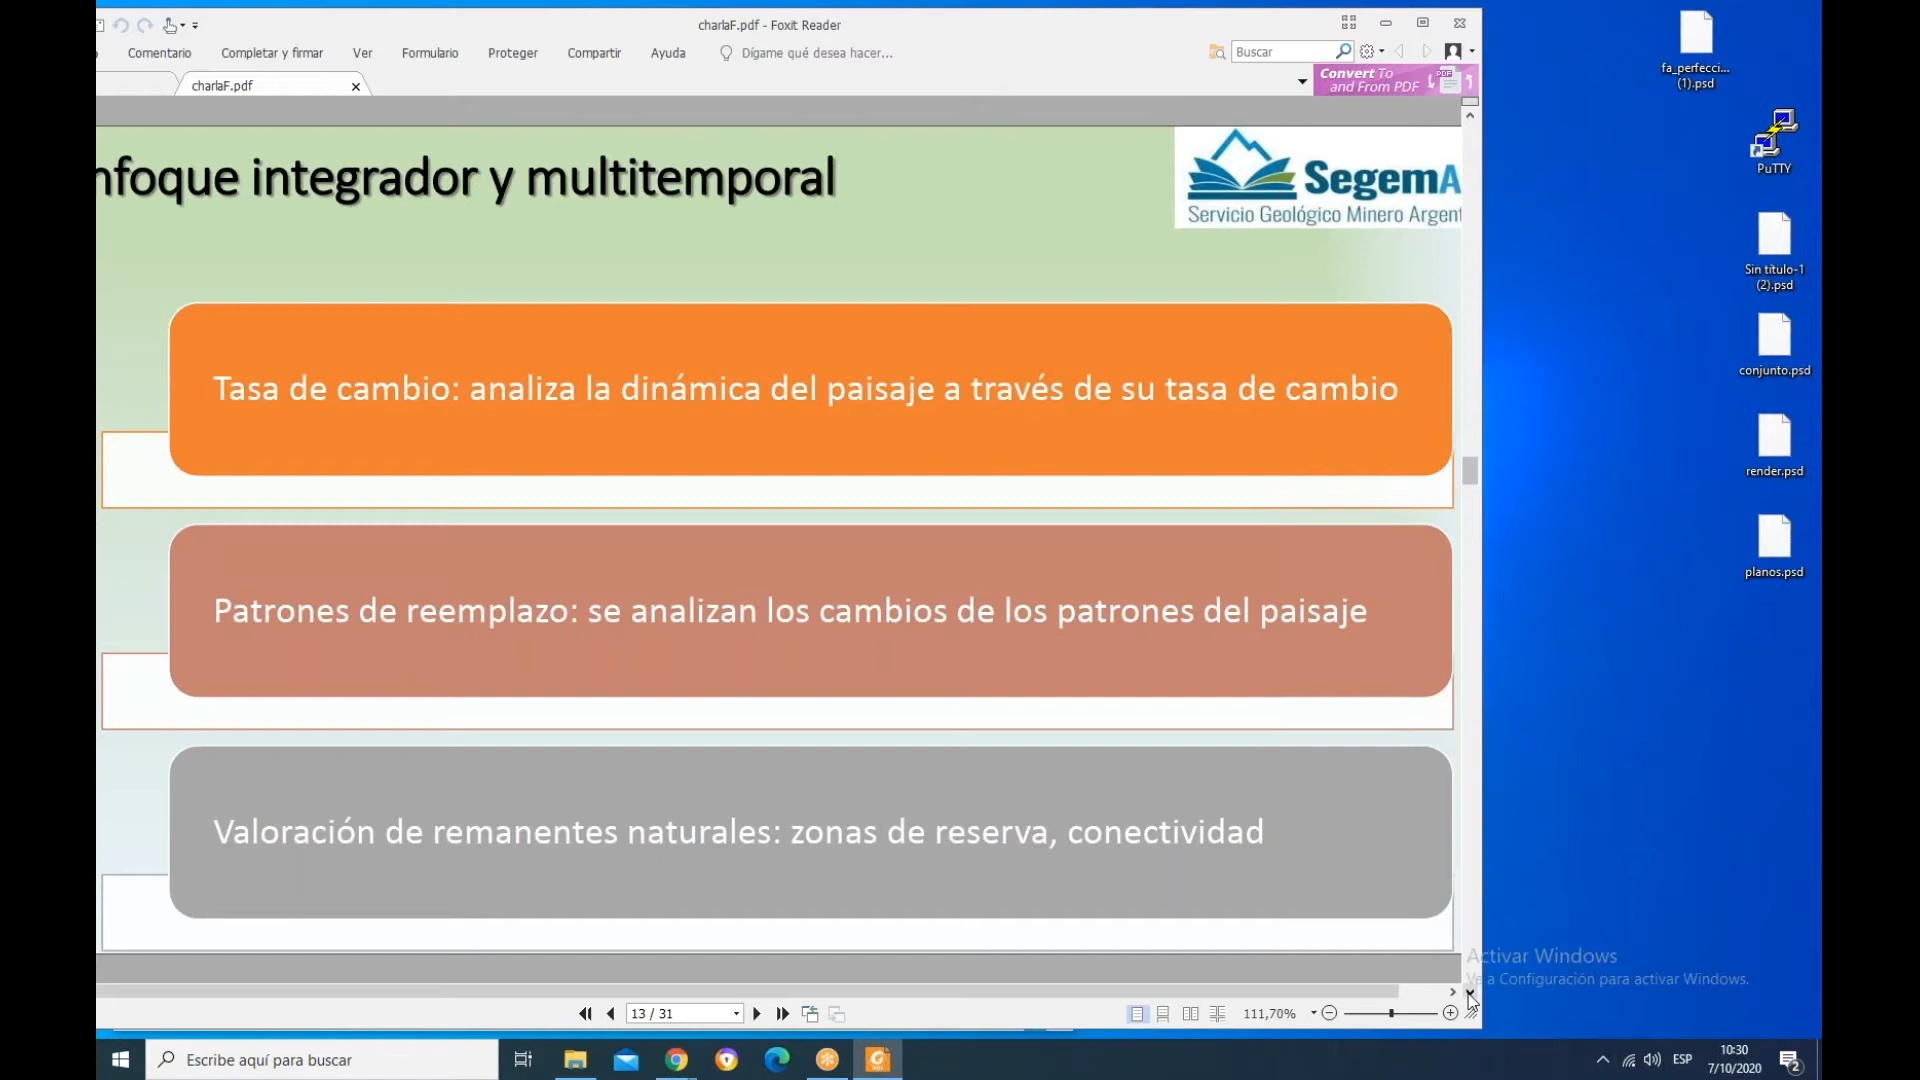 charlaF.pdf - Foxit Reader
Comentario Completar y firmar Ver Formulario Proteger Compartir Ayuda Dígame qué desea hacer... Buscar
charlaF.pdf
Convert To
and From PDF
PDF
nfoque integrador y multitemporal
SegemA
Servicio Geológico Minero Argent
Tasa de cambio: analiza la dinámica del paisaje a través de su tasa de cambio
Patrones de reemplazo: se analizan los cambios de los patrones del paisaje
Valoración de remanentes naturales: zonas de reserva, conectividad
13 / 31
111,70%
fa_perfecci...
(1).psd
PuTTY
Sin título-1
(2).psd
conjunto.psd
render.psd
planos.psd
Activar Windows
Ve a Configuración para activar Windows.
Escribe aquí para buscar
ESP
10:30
7/10/2020
2